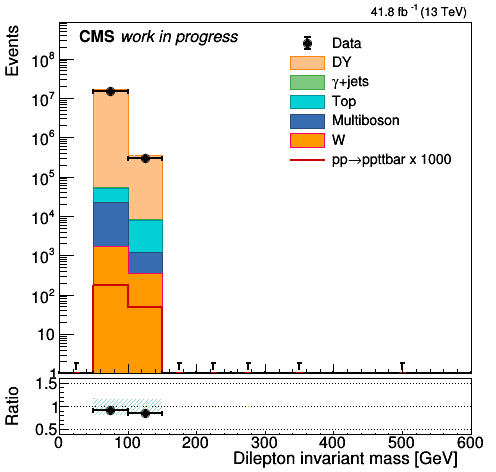 41.8 fb⁻¹ (13 TeV)
CMS work in progress
Events
Data
DY
γ+jets
Top
Multiboson
W
pp→ppttbar x 1000
10⁸
10⁷
10⁶
10⁵
10⁴
10³
10²
10
1
Ratio
1.5
1
0.5
0 100 200 300 400 500 600
Dilepton invariant mass [GeV]